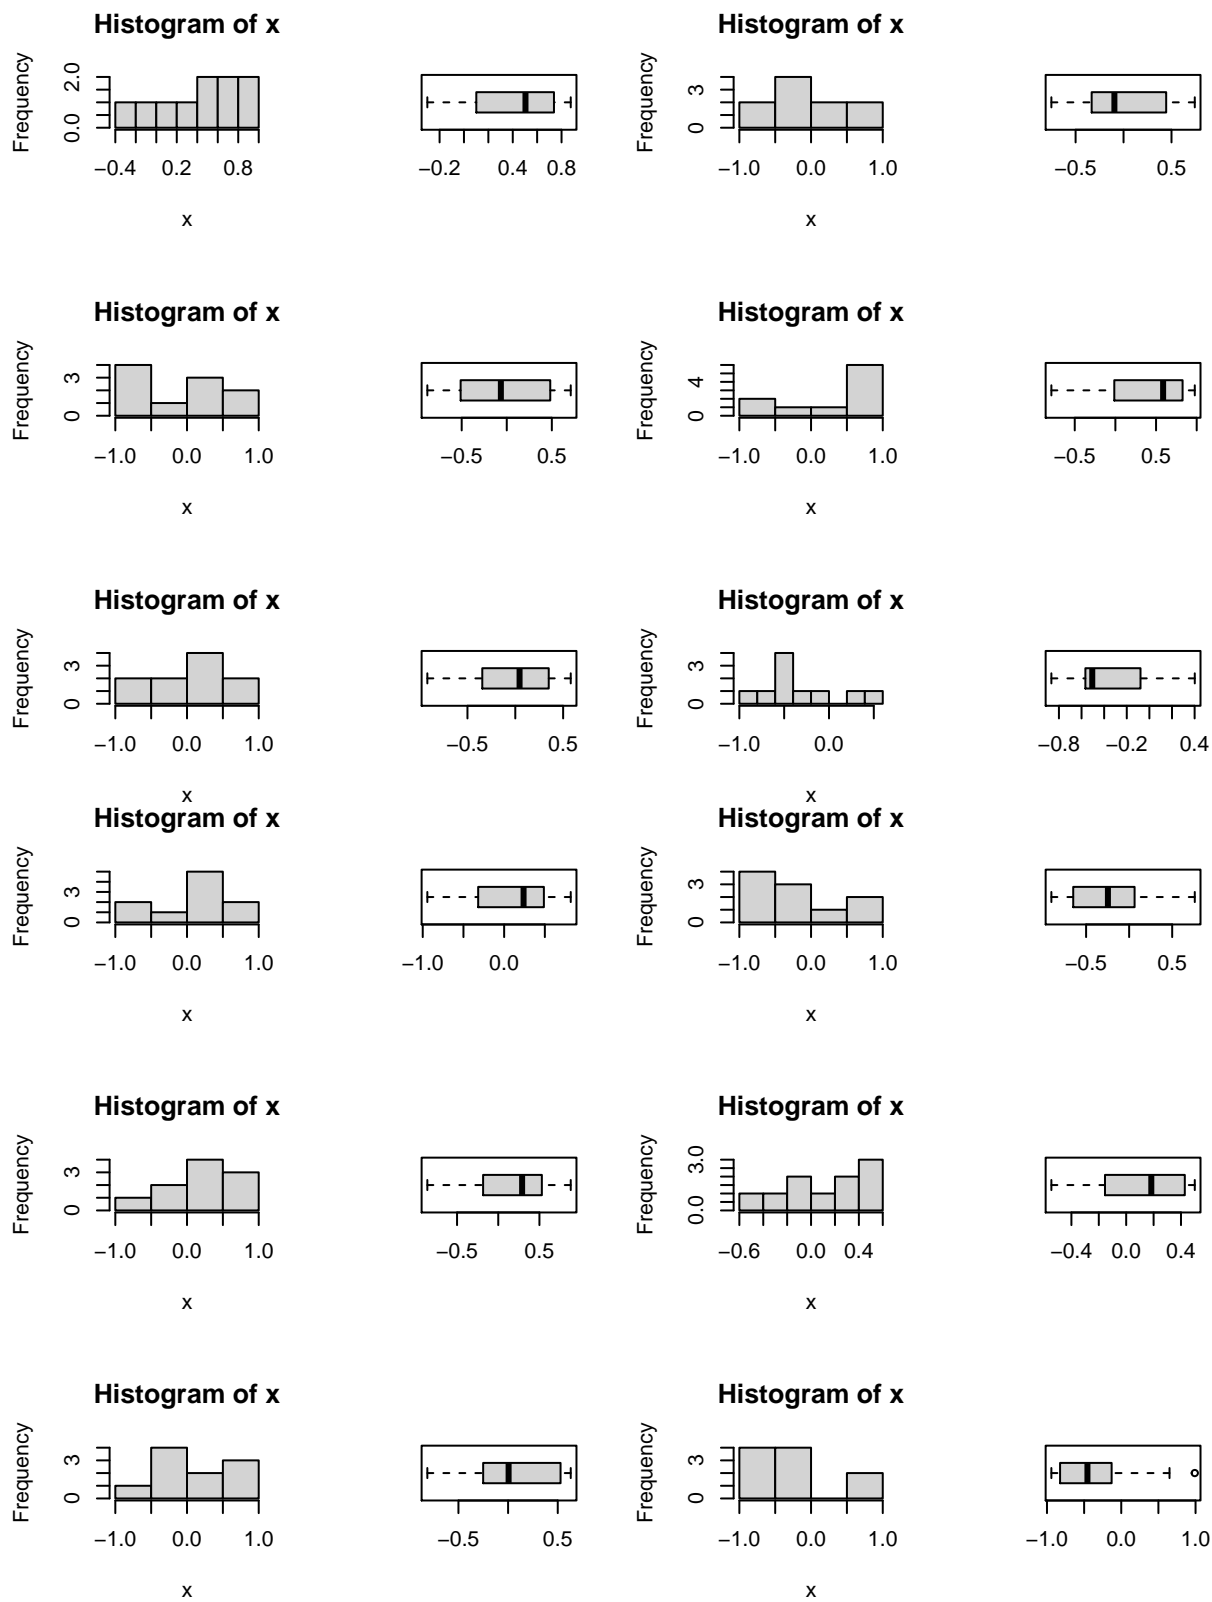 Histogram of x
Frequency
0.0 2.0
−0.4 0.2 0.8
x
−0.2 0.4 0.8
Histogram of x
Frequency
0 3
−1.0 0.0 1.0
x
−0.5 0.5
Histogram of x
Frequency
0 3
−1.0 0.0 1.0
x
−0.5 0.5
Histogram of x
Frequency
0 4
−1.0 0.0 1.0
x
−0.5 0.5
Histogram of x
Frequency
0 3
−1.0 0.0 1.0
x
−0.5 0.5
Histogram of x
Frequency
0 3
−1.0 0.0
x
−0.8 −0.2 0.4
Histogram of x
Frequency
0 3
−1.0 0.0 1.0
x
−1.0 0.0
Histogram of x
Frequency
0 3
−1.0 0.0 1.0
x
−0.5 0.5
Histogram of x
Frequency
0 3
−1.0 0.0 1.0
x
−0.5 0.5
Histogram of x
Frequency
0.0 3.0
−0.6 0.0 0.4
x
−0.4 0.0 0.4
Histogram of x
Frequency
0 3
−1.0 0.0 1.0
x
−0.5 0.5
Histogram of x
Frequency
0 3
−1.0 0.0 1.0
x
−1.0 0.0 1.0